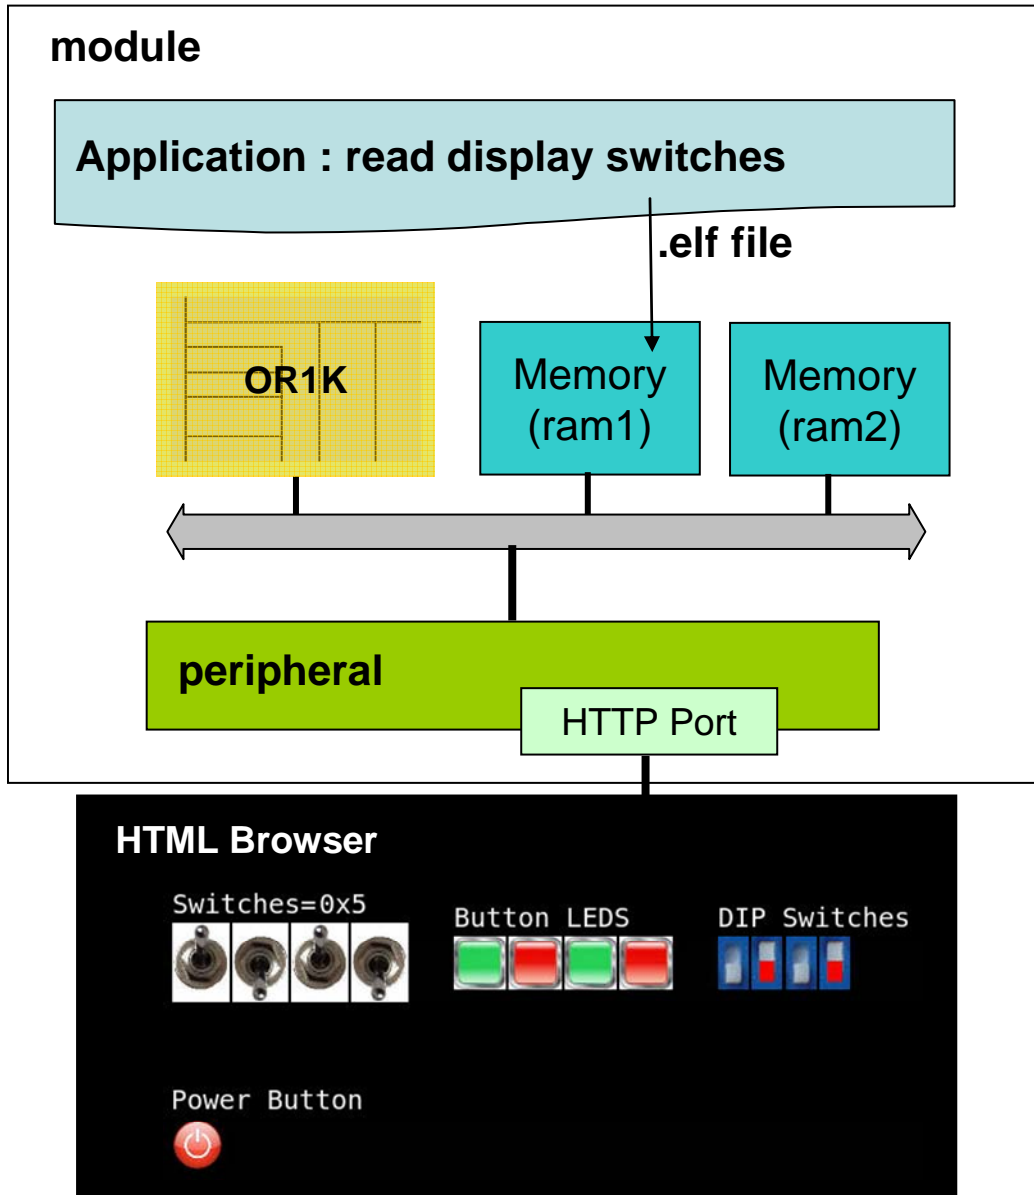 module
Application : read display switches
.elf file
OR1K
Memory
(ram1)
Memory
(ram2)
peripheral
HTTP Port
HTML Browser
Switches=0x5
Button LEDS
DIP Switches
Power Button